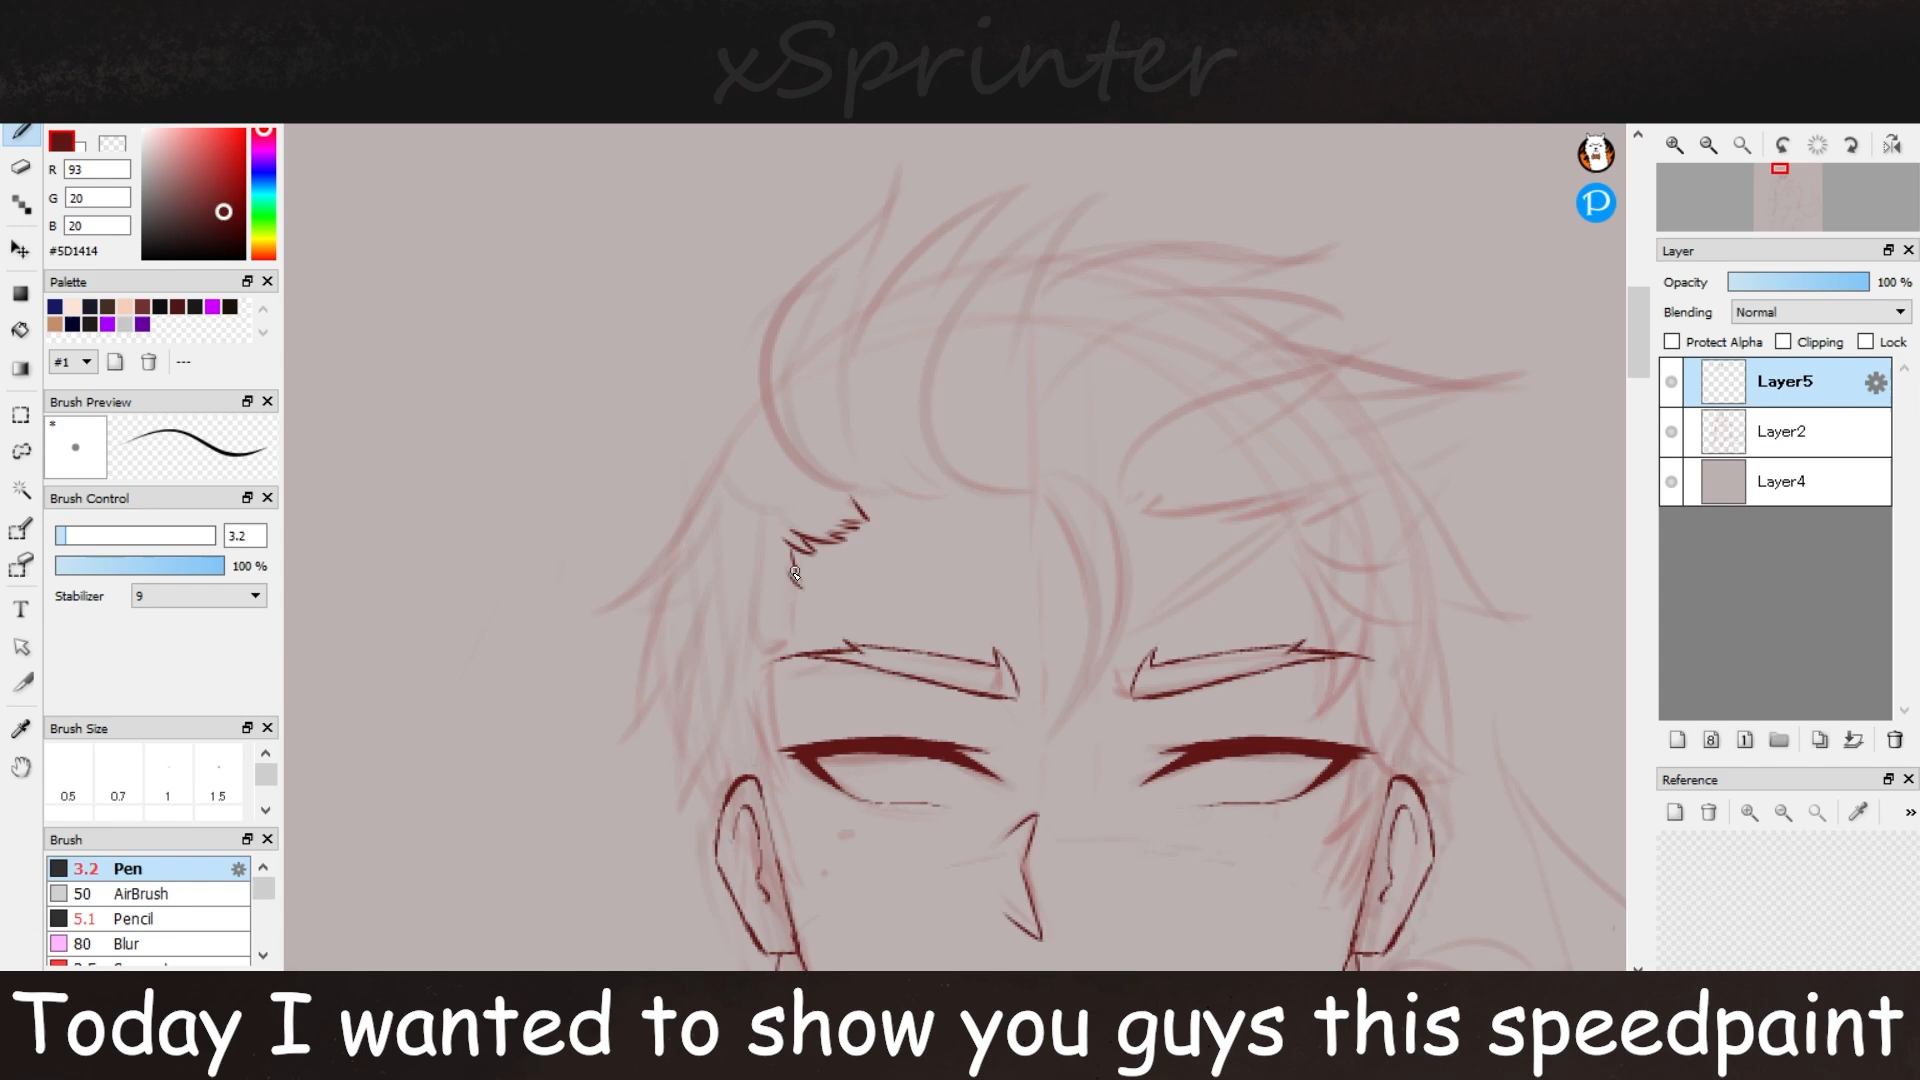 xSprinter
R 93
G 20
B 20
#5D1414
Palette
#1 ---
Brush Preview
*
Brush Control
3.2
100 %
Stabilizer 9
T
Brush Size
0.5 0.7 1 1.5
Brush
3.2 Pen
50 AirBrush
5.1 Pencil
80 Blur
P
Layer
Opacity 100 %
Blending Normal
Protect Alpha Clipping Lock
Layer5
Layer2
Layer4
8 1
Reference
»
Today I wanted to show you guys this speedpaint